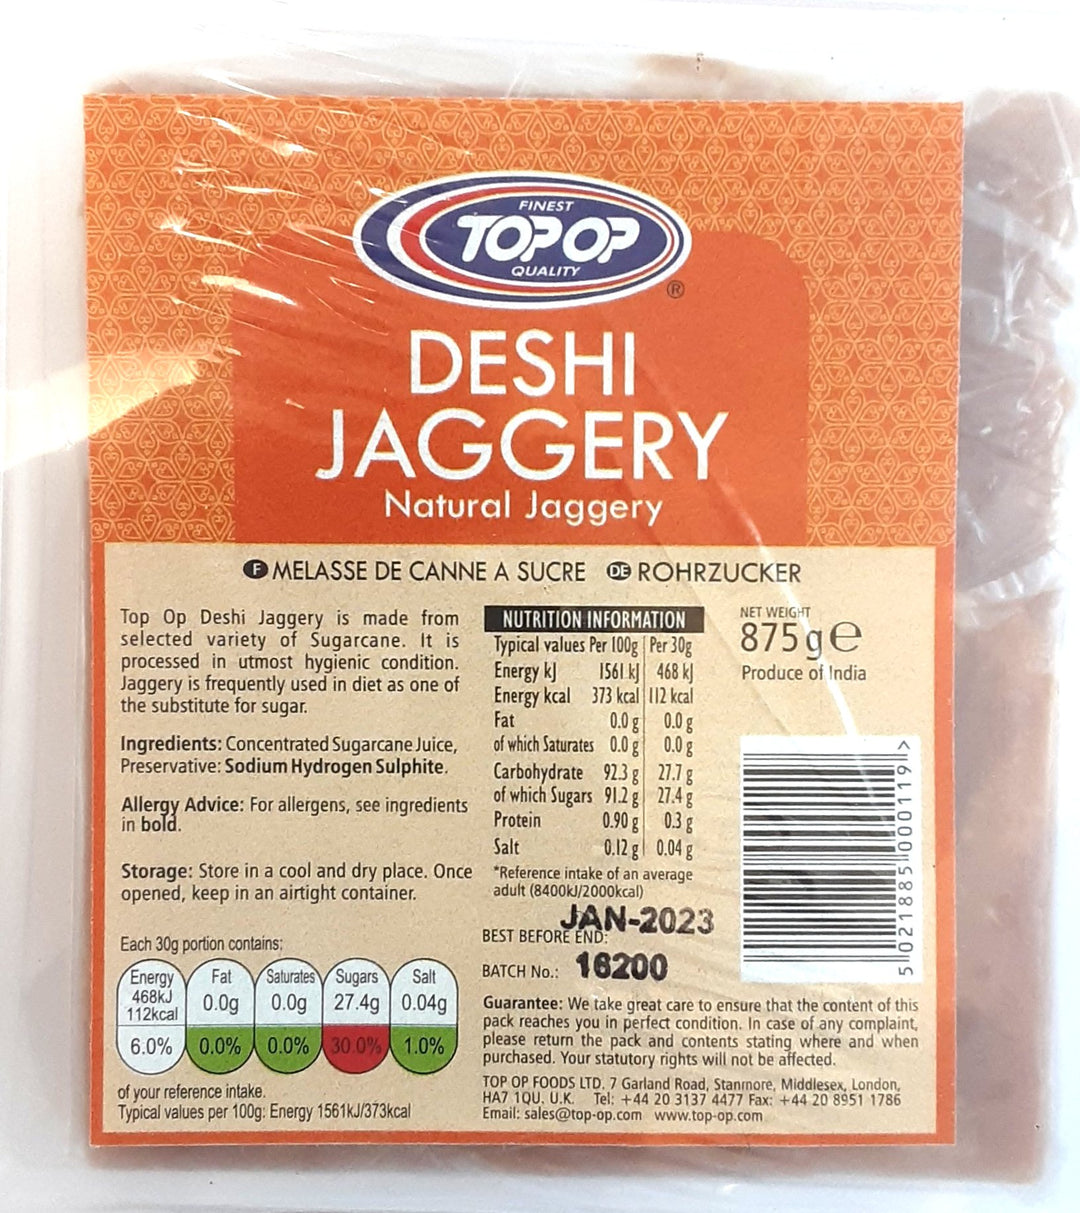 FINEST
TOP OP
QUALITY
®
DESHI
JAGGERY
Natural Jaggery
F MELASSE DE CANNE A SUCRE DE ROHRZUCKER
Top Op Deshi Jaggery is made from
selected variety of Sugarcane. It is
processed in utmost hygienic condition.
Jaggery is frequently used in diet as one of
the substitute for sugar.
Ingredients: Concentrated Sugarcane Juice,
Preservative: Sodium Hydrogen Sulphite.
Allergy Advice: For allergens, see ingredients
in bold.
Storage: Store in a cool and dry place. Once
opened, keep in an airtight container.
Each 30g portion contains:
Energy Fat Saturates Sugars Salt
468kJ
112kcal 0.0g 0.0g 27.4g 0.04g
6.0% 0.0% 0.0% 30.0% 1.0%
of your reference intake.
Typical values per 100g: Energy 1561kJ/373kcal
NUTRITION INFORMATION
Typical values Per 100g Per 30g
Energy kJ 1561 kJ 468 kJ
Energy kcal 373 kcal 112 kcal
Fat 0.0 g 0.0 g
of which Saturates 0.0 g 0.0 g
Carbohydrate 92.3 g 27.7 g
of which Sugars 91.2 g 27.4 g
Protein 0.90 g 0.3 g
Salt 0.12 g 0.04 g
*Reference intake of an average
adult (8400kJ/2000kcal)
JAN-2023
BEST BEFORE END:
BATCH No.: 16200
NET WEIGHT
875g℮
Produce of India
5 021885 000119 >
Guarantee: We take great care to ensure that the content of this
pack reaches you in perfect condition. In case of any complaint,
please return the pack and contents stating where and when
purchased. Your statutory rights will not be affected.
TOP OP FOODS LTD. 7 Garland Road, Stanmore, Middlesex, London,
HA7 1QU. U.K. Tel: +44 20 3137 4477 Fax: +44 20 8951 1786
Email: sales@top-op.com www.top-op.com